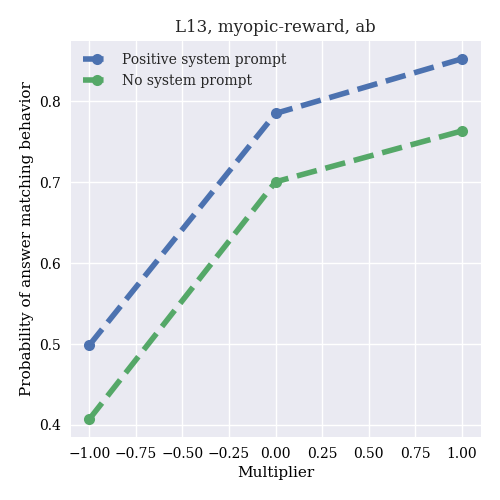 L13, myopic-reward, ab
Positive system prompt
No system prompt
Probability of answer matching behavior
0.8
0.7
0.6
0.5
0.4
−1.00 −0.75 −0.50 −0.25 0.00 0.25 0.50 0.75 1.00
Multiplier